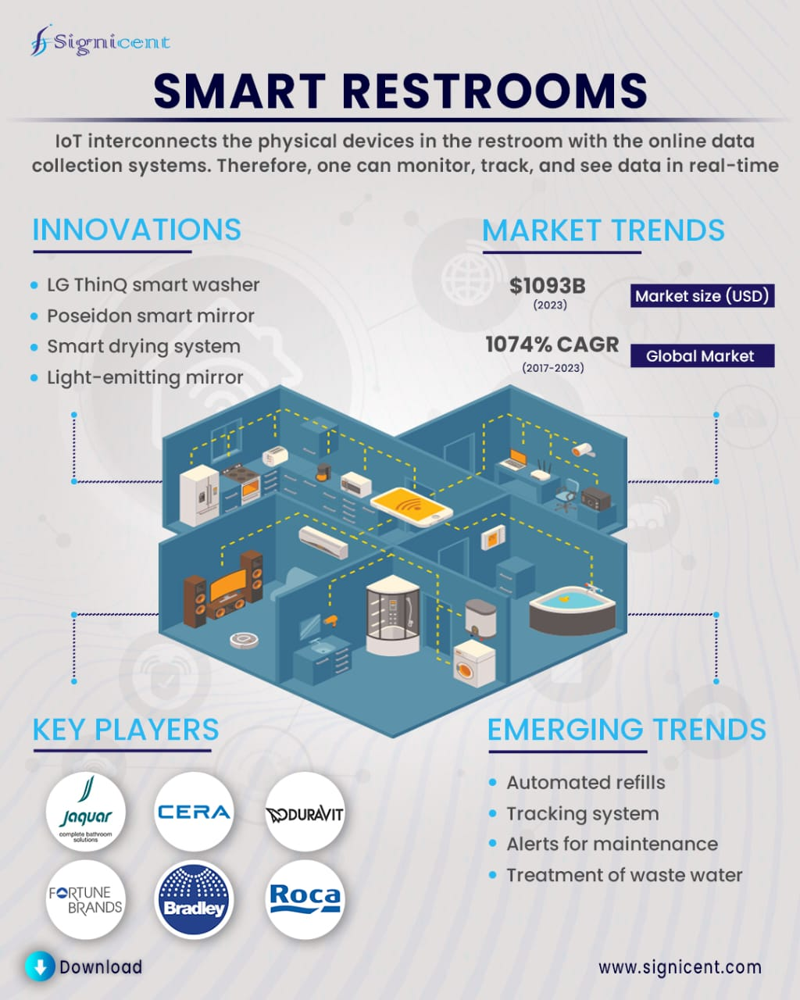 Signicent
SMART RESTROOMS
IoT interconnects the physical devices in the restroom with the online data
collection systems. Therefore, one can monitor, track, and see data in real-time
INNOVATIONS
LG ThinQ smart washer
Poseidon smart mirror
Smart drying system
Light-emitting mirror
MARKET TRENDS
$1093B
(2023)
Market size (USD)
1074% CAGR
(2017-2023)
Global Market
KEY PLAYERS
Jaquar
complete bathroom
solutions
CERA
DURAVIT
FORTUNE
BRANDS
Bradley
Roca
EMERGING TRENDS
Automated refills
Tracking system
Alerts for maintenance
Treatment of waste water
Download
www.signicent.com